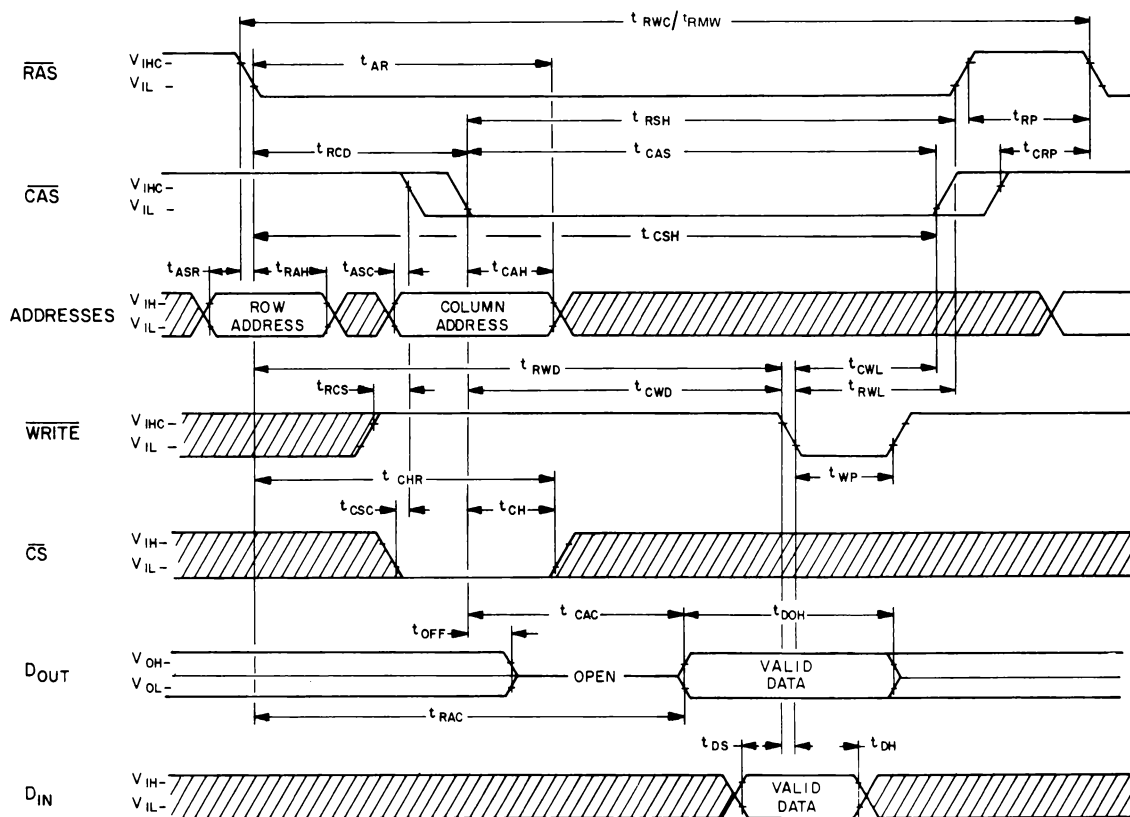 t RWC/ tRMW
RAS
V IHC
V IL
t AR
t RSH
t RP
t RCD
t CAS
t CRP
CAS
V IHC
V IL
t CSH
t ASR
t RAH
t ASC
t CAH
ADDRESSES
V IH
V IL
ROW ADDRESS
COLUMN ADDRESS
t RWD
t CWL
t RCS
t CWD
t RWL
WRITE
V IHC
V IL
t CHR
t WP
t CSC
t CH
CS
V IH
V IL
t CAC
t DOH
t OFF
D OUT
V OH
V OL
OPEN
VALID DATA
t RAC
t DS
t DH
D IN
V IH
V IL
VALID DATA